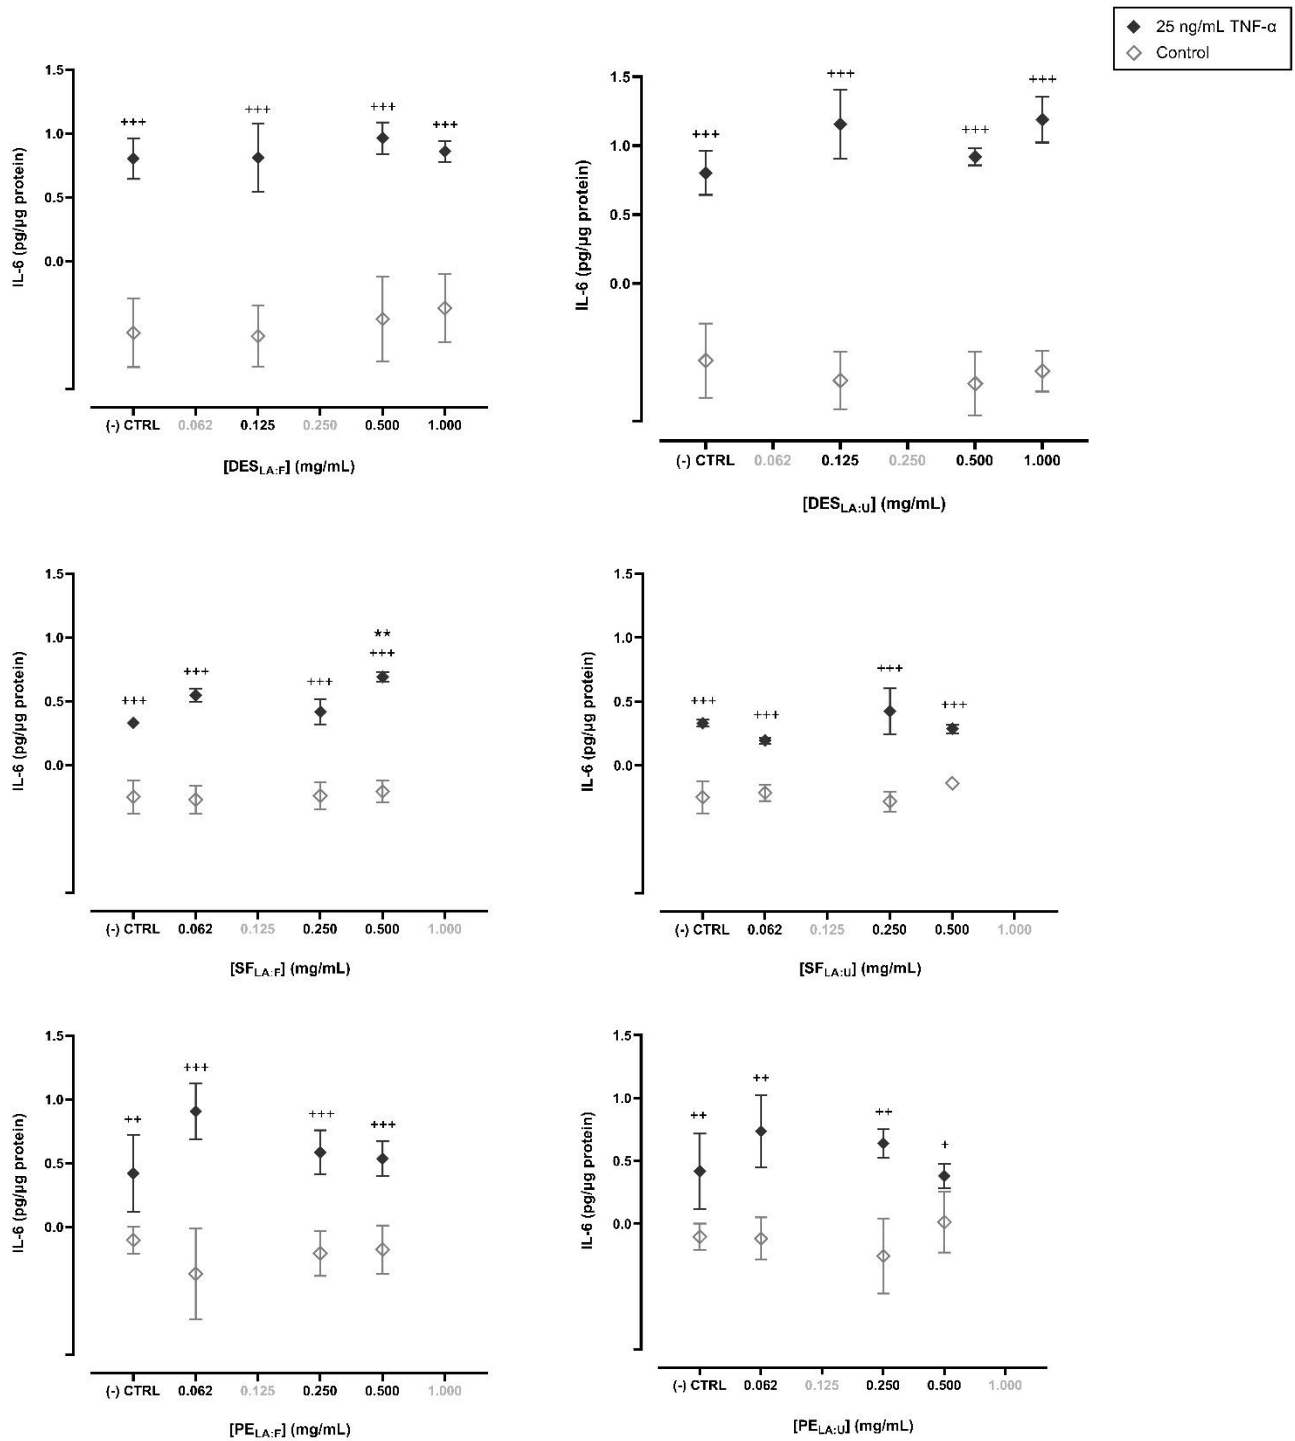 25 ng/mL TNF-α
Control
1.5
1.0
0.5
0.0
IL-6 (pg/µg protein)
+++
+++
+++
+++
(-) CTRL 0.062 0.125 0.250 0.500 1.000
[DESLA:F] (mg/mL)
1.5
1.0
0.5
0.0
IL-6 (pg/µg protein)
+++
+++
+++
+++
(-) CTRL 0.062 0.125 0.250 0.500 1.000
[DESLA:U] (mg/mL)
1.5
1.0
0.5
0.0
IL-6 (pg/µg protein)
+++
+++
+++
**
+++
(-) CTRL 0.062 0.125 0.250 0.500 1.000
[SFLA:F] (mg/mL)
1.5
1.0
0.5
0.0
IL-6 (pg/µg protein)
+++
+++
+++
+++
(-) CTRL 0.062 0.125 0.250 0.500 1.000
[SFLA:U] (mg/mL)
1.5
1.0
0.5
0.0
IL-6 (pg/µg protein)
++
+++
+++
+++
(-) CTRL 0.062 0.125 0.250 0.500 1.000
[PELA:F] (mg/mL)
1.5
1.0
0.5
0.0
IL-6 (pg/µg protein)
++
++
++
+
(-) CTRL 0.062 0.125 0.250 0.500 1.000
[PELA:U] (mg/mL)